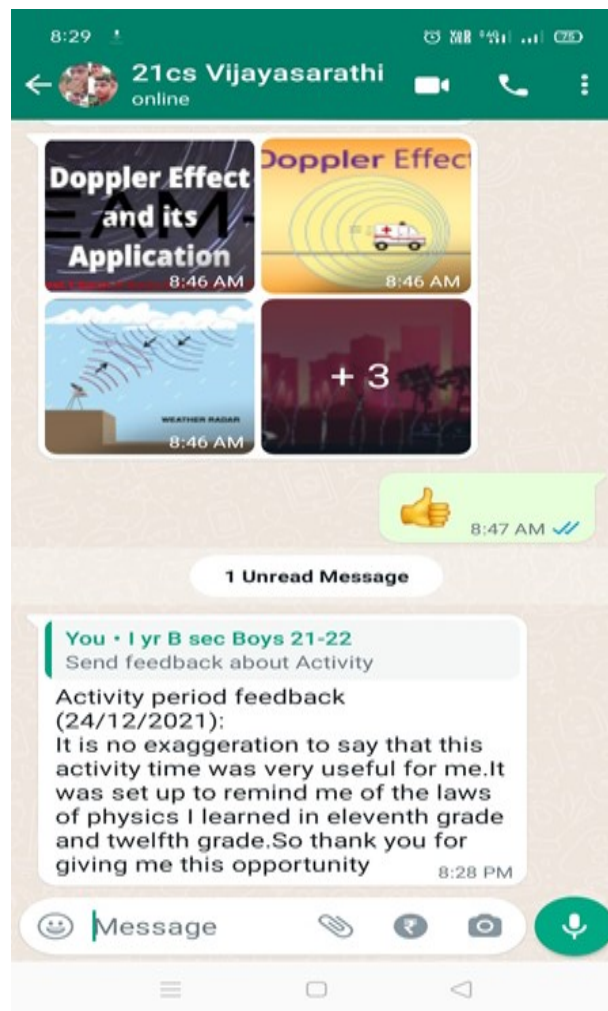 8:29
75
21cs Vijayasarathi
online
Doppler Effect
and its
Application
8:46 AM
Doppler Effect
8:46 AM
WEATHER RADAR
8:46 AM
+ 3
8:47 AM
1 Unread Message
You • I yr B sec Boys 21-22
Send feedback about Activity
Activity period feedback
(24/12/2021):
It is no exaggeration to say that this
activity time was very useful for me.It
was set up to remind me of the laws
of physics I learned in eleventh grade
and twelfth grade.So thank you for
giving me this opportunity
8:28 PM
Message